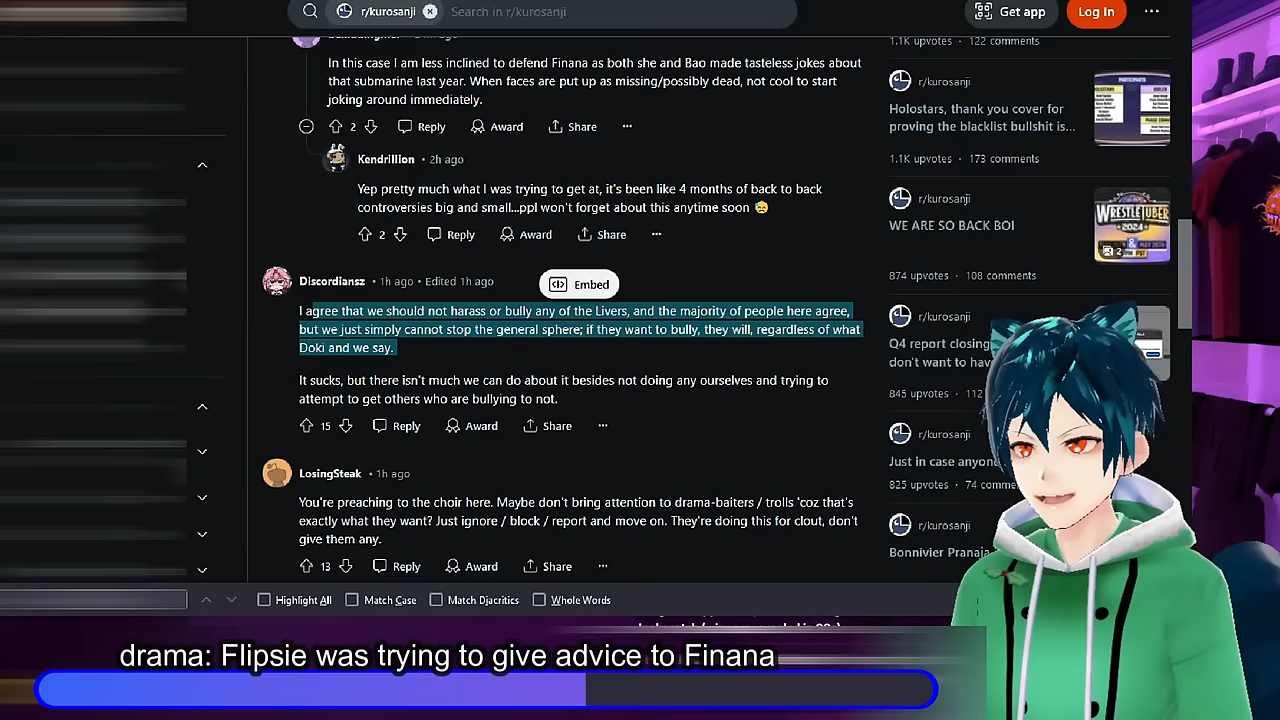 r/kurosanji
Search in r/kurosanji
Get app
Log In
In this case I am less inclined to defend Finana as both she and Bao made tasteless jokes about
that submarine last year. When faces are put up as missing/possibly dead, not cool to start
joking around immediately.
2
Reply
Award
Share
Kendrillion • 2h ago
Yep pretty much what I was trying to get at, it's been like 4 months of back to back
controversies big and small...ppl won't forget about this anytime soon 😓
2
Reply
Award
Share
Discordiansz • 1h ago • Edited 1h ago
Embed
I agree that we should not harass or bully any of the Livers, and the majority of people here agree,
but we just simply cannot stop the general sphere; if they want to bully, they will, regardless of what
Doki and we say.
It sucks, but there isn't much we can do about it besides not doing any ourselves and trying to
attempt to get others who are bullying to not.
15
Reply
Award
Share
LosingSteak • 1h ago
You're preaching to the choir here. Maybe don't bring attention to drama-baiters / trolls 'coz that's
exactly what they want? Just ignore / block / report and move on. They're doing this for clout, don't
give them any.
13
Reply
Award
Share
1.1K upvotes • 122 comments
r/kurosanji
Holostars, thank you cover for
proving the blacklist bullshit is...
PARTICIPANTS
1.1K upvotes • 173 comments
r/kurosanji
WE ARE SO BACK BOI
WRESTLETUBER
2024
2
874 upvotes • 108 comments
r/kurosanji
Q4 report closing
don't want to hav
845 upvotes • 112
r/kurosanji
Just in case anyone
825 upvotes • 74 comme
r/kurosanji
Bonnivier Pranaja
Highlight All
Match Case
Match Diacritics
Whole Words
drama: Flipsie was trying to give advice to Finana